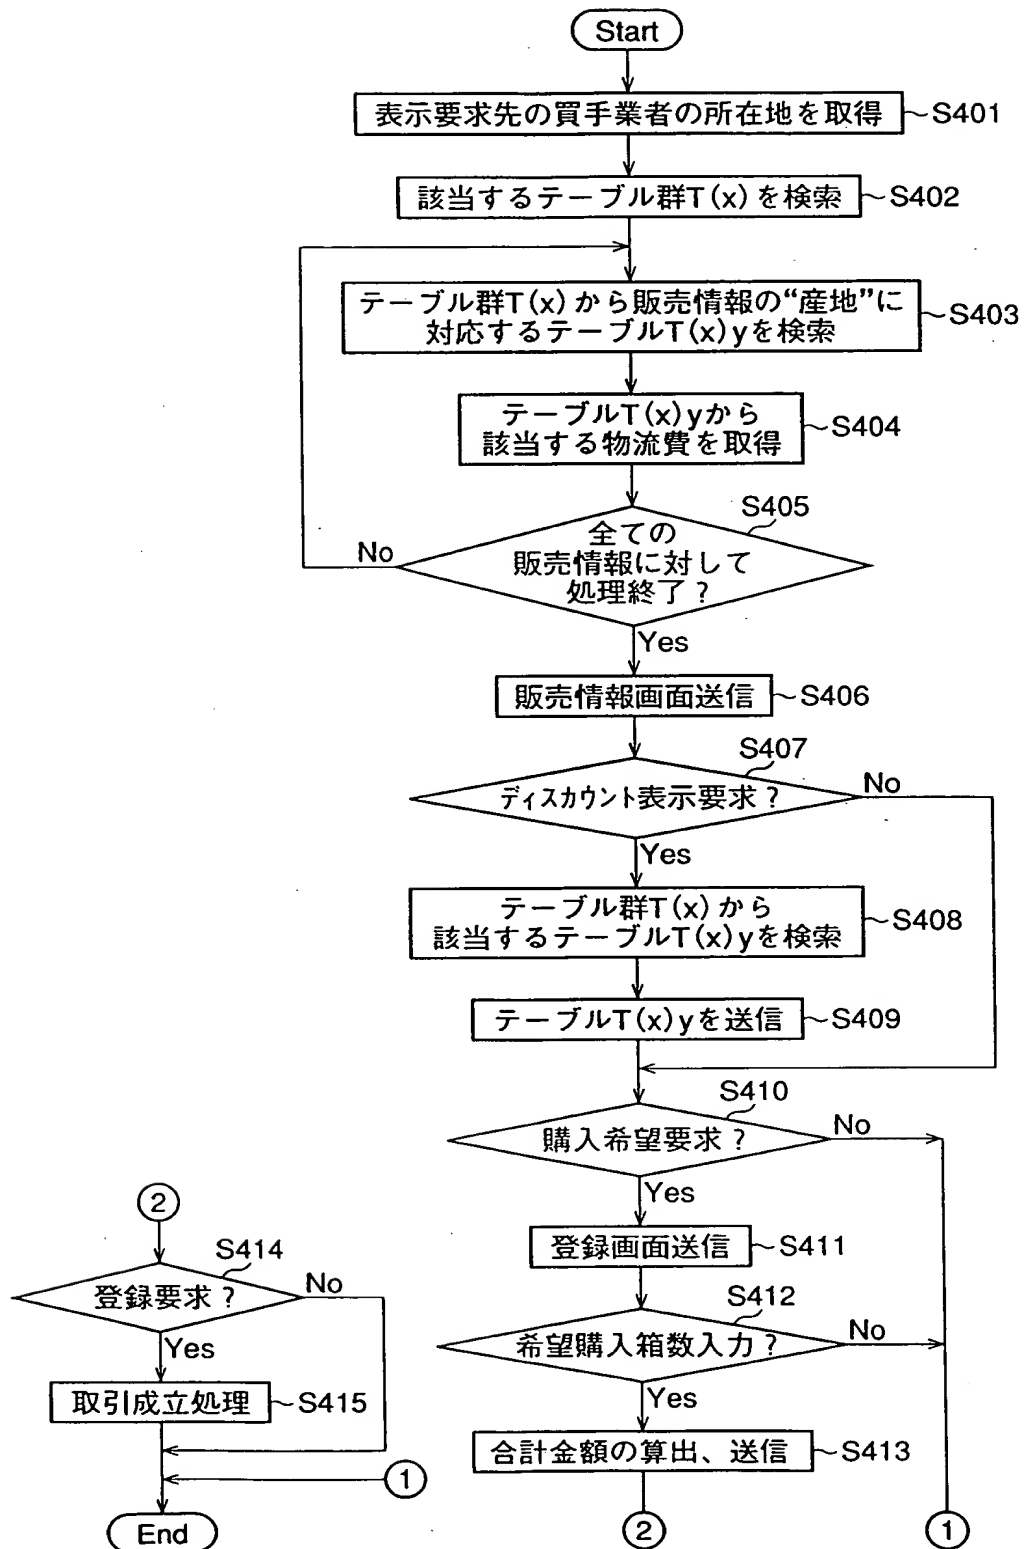 Start
表示要求先の買手業者の所在地を取得
S401
該当するテーブル群T(x)を検索
S402
テーブル群T(x)から販売情報の“産地”に
対応するテーブルT(x)yを検索
S403
テーブルT(x)yから
該当する物流費を取得
S404
S405
全ての
販売情報に対して
処理終了?
No
Yes
販売情報画面送信
S406
S407
ディスカウント表示要求?
No
Yes
テーブル群T(x)から
該当するテーブルT(x)yを検索
S408
テーブルT(x)yを送信
S409
S410
購入希望要求?
No
Yes
登録画面送信
S411
S412
希望購入箱数入力?
No
Yes
合計金額の算出、送信
S413
2
1
2
S414
登録要求?
No
Yes
取引成立処理
S415
1
End